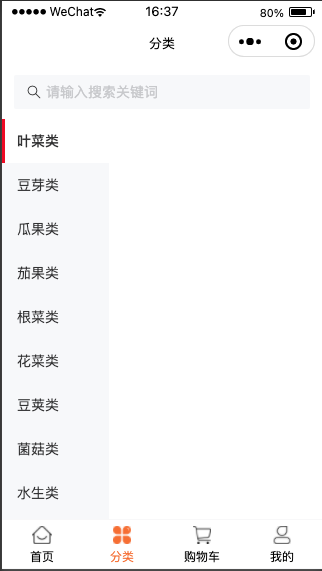 WeChat 16:37 80%
分类
请输入搜索关键词
叶菜类
豆芽类
瓜果类
茄果类
根菜类
花菜类
豆荚类
菌菇类
水生类
首页 分类 购物车 我的